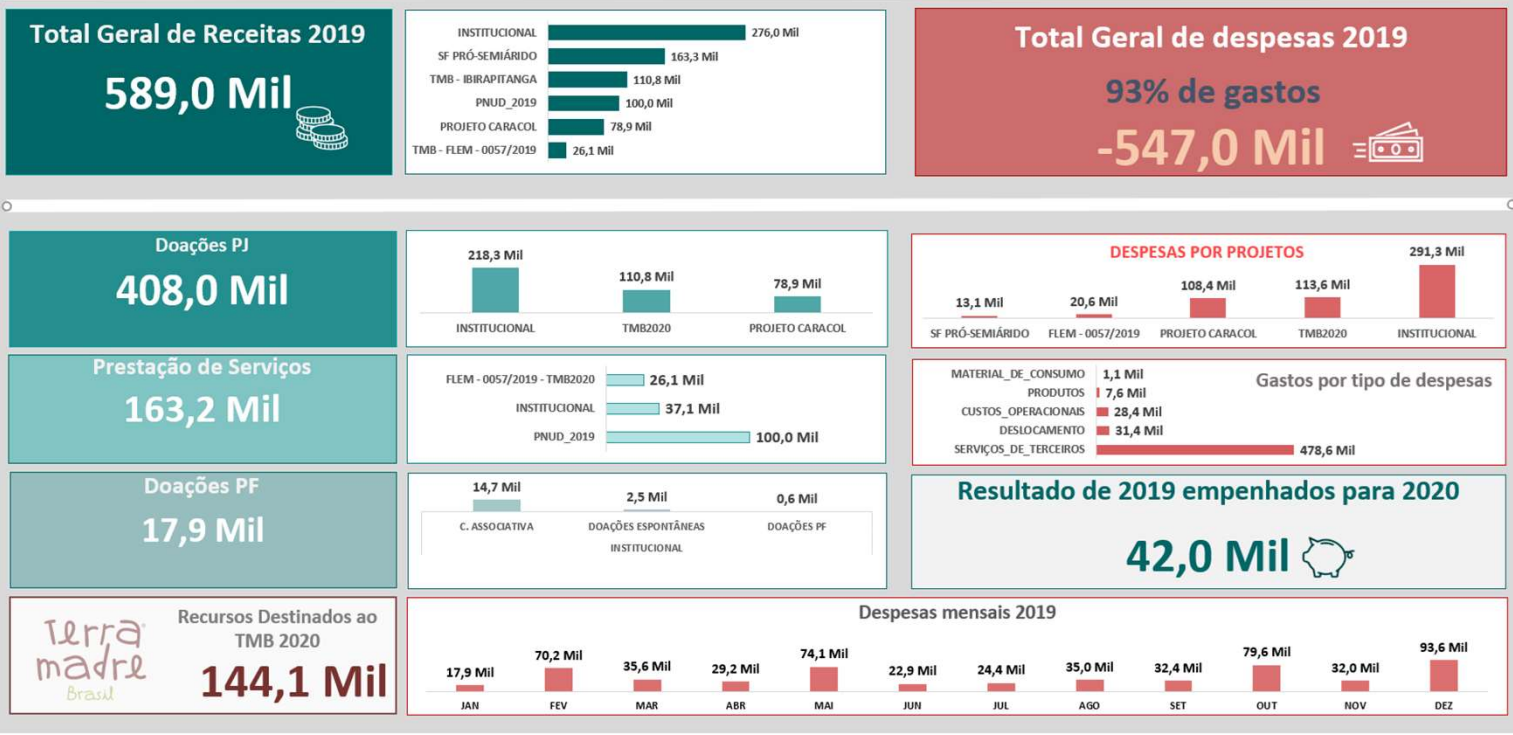 Total Geral de Receitas 2019
589,0 Mil
INSTITUCIONAL 276,0 Mil
SF PRÓ-SEMIÁRIDO 163,3 Mil
TMB - IBIRAPITANGA 110,8 Mil
PNUD_2019 100,0 Mil
PROJETO CARACOL 78,9 Mil
TMB - FLEM - 0057/2019 26,1 Mil
Total Geral de despesas 2019
93% de gastos
-547,0 Mil
Doações PJ
408,0 Mil
218,3 Mil 110,8 Mil 78,9 Mil
INSTITUCIONAL TMB2020 PROJETO CARACOL
DESPESAS POR PROJETOS
13,1 Mil 20,6 Mil 108,4 Mil 113,6 Mil 291,3 Mil
SF PRÓ-SEMIÁRIDO FLEM - 0057/2019 PROJETO CARACOL TMB2020 INSTITUCIONAL
Prestação de Serviços
163,2 Mil
FLEM - 0057/2019 - TMB2020 26,1 Mil
INSTITUCIONAL 37,1 Mil
PNUD_2019 100,0 Mil
Gastos por tipo de despesas
MATERIAL_DE_CONSUMO 1,1 Mil
PRODUTOS 7,6 Mil
CUSTOS_OPERACIONAIS 28,4 Mil
DESLOCAMENTO 31,4 Mil
SERVIÇOS_DE_TERCEIROS 478,6 Mil
Doações PF
17,9 Mil
14,7 Mil 2,5 Mil 0,6 Mil
C. ASSOCIATIVA DOAÇÕES ESPONTÂNEAS DOAÇÕES PF
INSTITUCIONAL
Resultado de 2019 empenhados para 2020
42,0 Mil
Terra
madre
Brasil
Recursos Destinados ao
TMB 2020
144,1 Mil
Despesas mensais 2019
17,9 Mil 70,2 Mil 35,6 Mil 29,2 Mil 74,1 Mil 22,9 Mil 24,4 Mil 35,0 Mil 32,4 Mil 79,6 Mil 32,0 Mil 93,6 Mil
JAN FEV MAR ABR MAI JUN JUL AGO SET OUT NOV DEZ